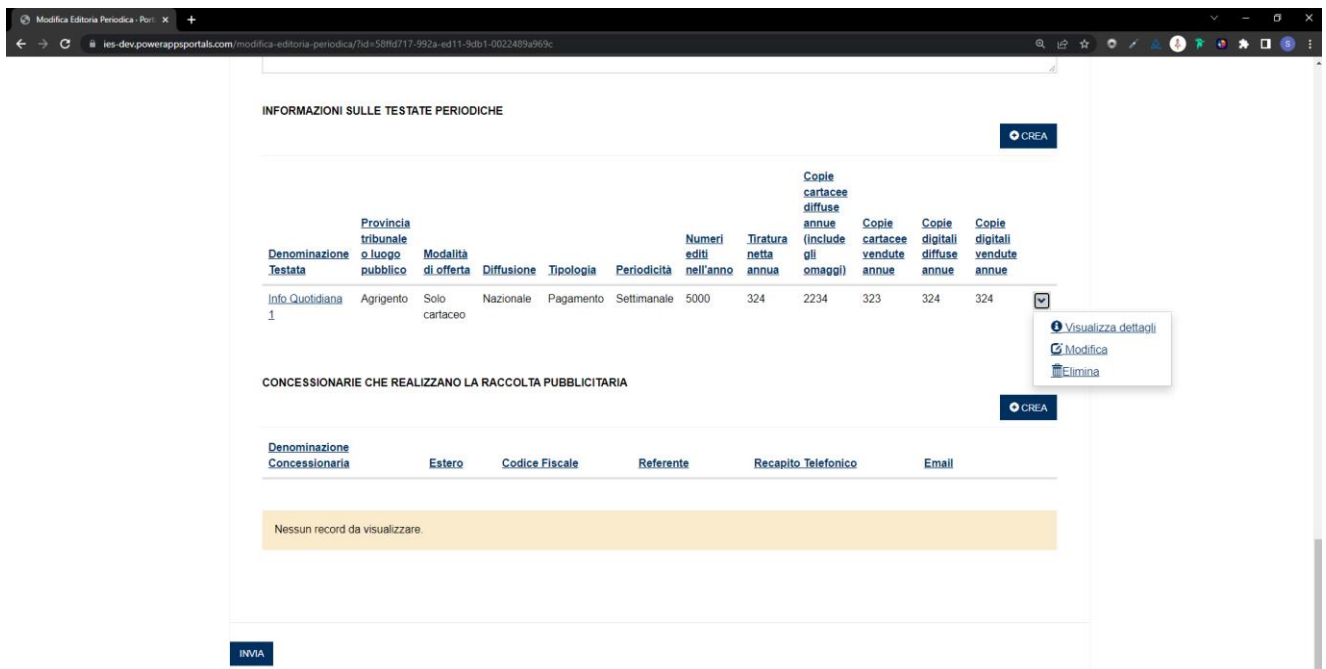 Modifica Editoria Periodica - Port
ies-dev.powerappsportals.com/modifica-editoria-periodica/?id=58ffd717-992a-ed11-9db1-0022489a969c
INFORMAZIONI SULLE TESTATE PERIODICHE
CREA
Denominazione Testata
Provincia tribunale o luogo pubblico
Modalità di offerta
Diffusione
Tipologia
Periodicità
Numeri editi nell'anno
Tiratura netta annua
Copie cartacee diffuse annue (include gli omaggi)
Copie cartacee vendute annue
Copie digitali diffuse annue
Copie digitali vendute annue
Info Quotidiana 1
Agrigento
Solo cartaceo
Nazionale
Pagamento
Settimanale
5000
324
2234
323
324
324
Visualizza dettagli
Modifica
Elimina
CONCESSIONARIE CHE REALIZZANO LA RACCOLTA PUBBLICITARIA
CREA
Denominazione Concessionaria
Estero
Codice Fiscale
Referente
Recapito Telefonico
Email
Nessun record da visualizzare.
INVIA